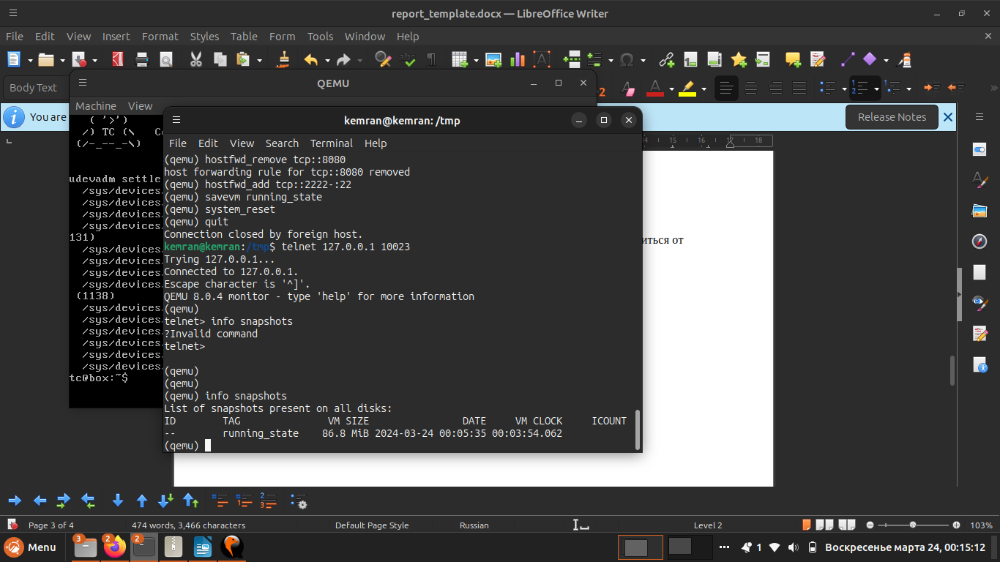 report_template.docx — LibreOffice Writer
File Edit View Insert Format Styles Table Form Tools Window Help
Body Text
QEMU
You are
Release Notes
Machine View
kemran@kemran: /tmp
File Edit View Search Terminal Help
14 15 16 17 18
( '>')
/) TC (\ Co
(/-_--_-\)
udevadm settle
/sys/devices.
/sys/devices.
/sys/devices.
/sys/devices.
131)
/sys/devices.
/sys/devices.
/sys/devices.
/sys/devices.
(1138)
/sys/devices.
/sys/devices.
/sys/devices.
/sys/devices.
/sys/devices.
/sys/devices.
tc@box:~$
(qemu) hostfwd_remove tcp::8080
host forwarding rule for tcp::8080 removed
(qemu) hostfwd_add tcp::2222-:22
(qemu) savevm running_state
(qemu) system_reset
(qemu) quit
Connection closed by foreign host.
kemran@kemran:/tmp$ telnet 127.0.0.1 10023
Trying 127.0.0.1...
Connected to 127.0.0.1.
Escape character is '^]'.
QEMU 8.0.4 monitor - type 'help' for more information
(qemu)
telnet> info snapshots
?Invalid command
telnet>
(qemu)
(qemu)
(qemu) info snapshots
List of snapshots present on all disks:
ID TAG VM SIZE DATE VM CLOCK ICOUNT
-- running_state 86.8 MiB 2024-03-24 00:05:35 00:03:54.062
(qemu)
иться от
Page 3 of 4 474 words, 3,466 characters Default Page Style Russian Level 2 103%
Menu 3 2 2 1 Воскресенье марта 24, 00:15:12